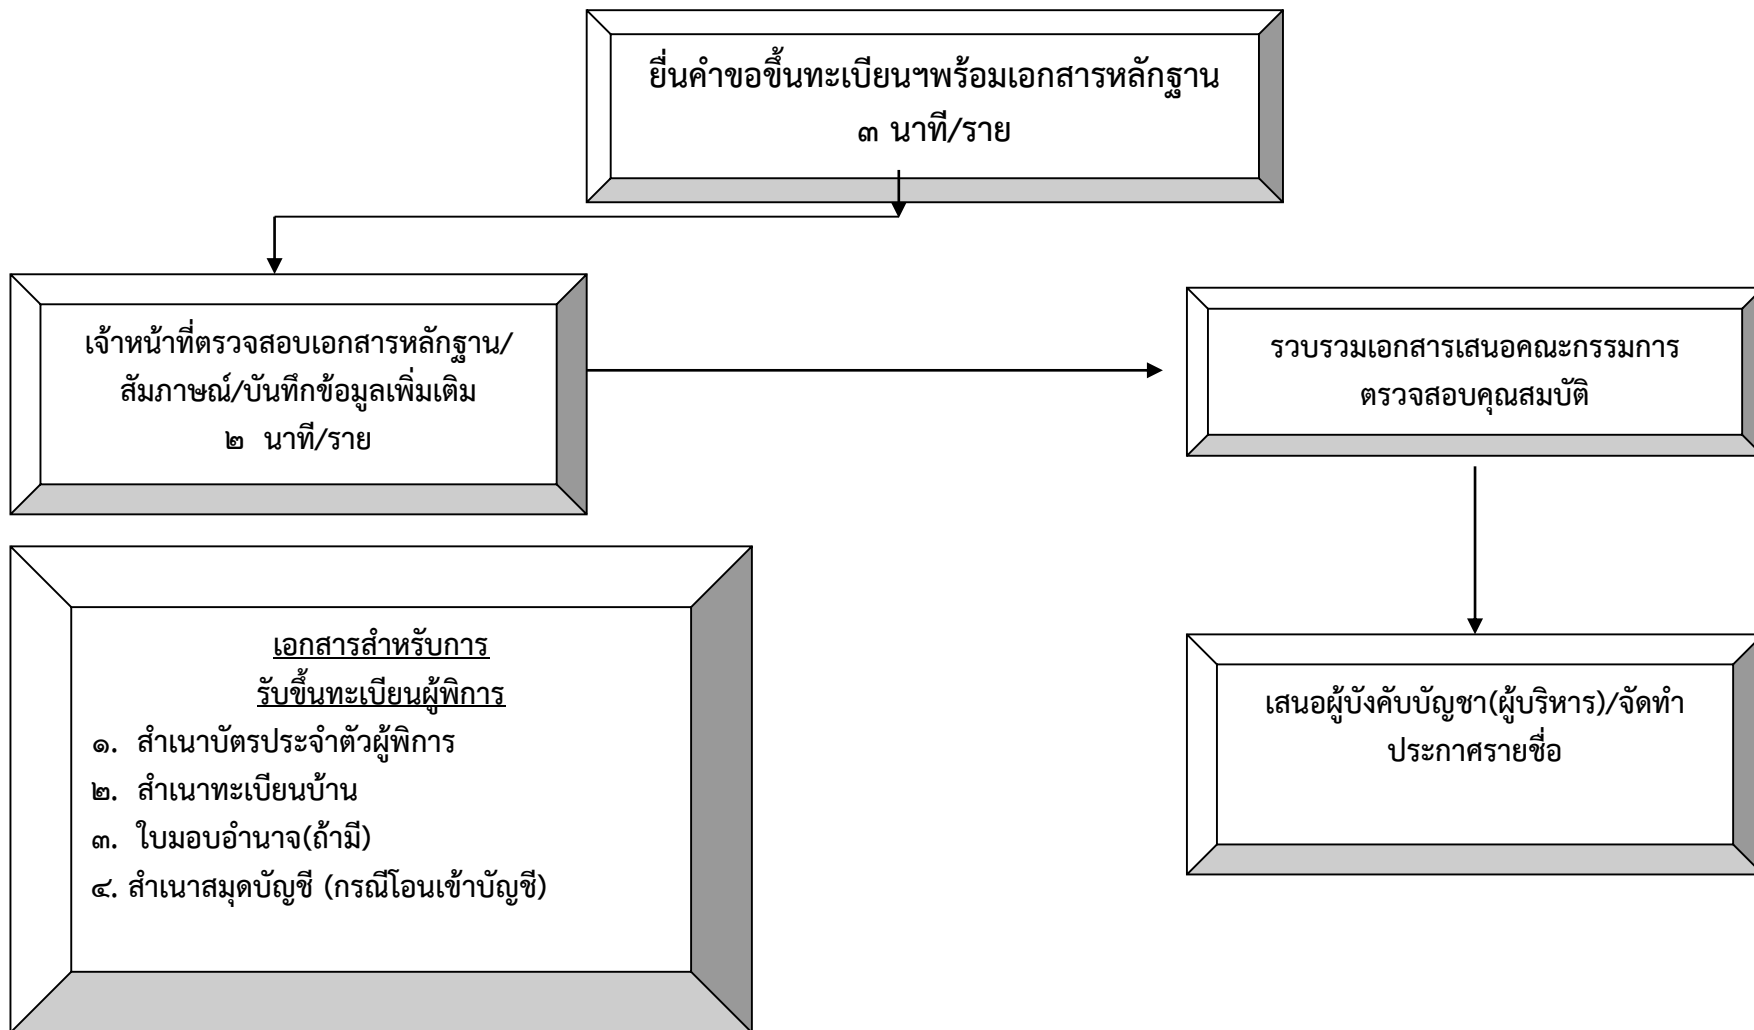 ยื่นคำขอขึ้นทะเบียนฯพร้อมเอกสารหลักฐาน
๓ นาที/ราย
เจ้าหน้าที่ตรวจสอบเอกสารหลักฐาน/
สัมภาษณ์/บันทึกข้อมูลเพิ่มเติม
๒ นาที/ราย
รวบรวมเอกสารเสนอคณะกรรมการ
ตรวจสอบคุณสมบัติ
เอกสารสำหรับการ
รับขึ้นทะเบียนผู้พิการ
๑. สำเนาบัตรประจำตัวผู้พิการ
๒. สำเนาทะเบียนบ้าน
๓. ใบมอบอำนาจ(ถ้ามี)
๔. สำเนาสมุดบัญชี (กรณีโอนเข้าบัญชี)
เสนอผู้บังคับบัญชา(ผู้บริหาร)/จัดทำ
ประกาศรายชื่อ